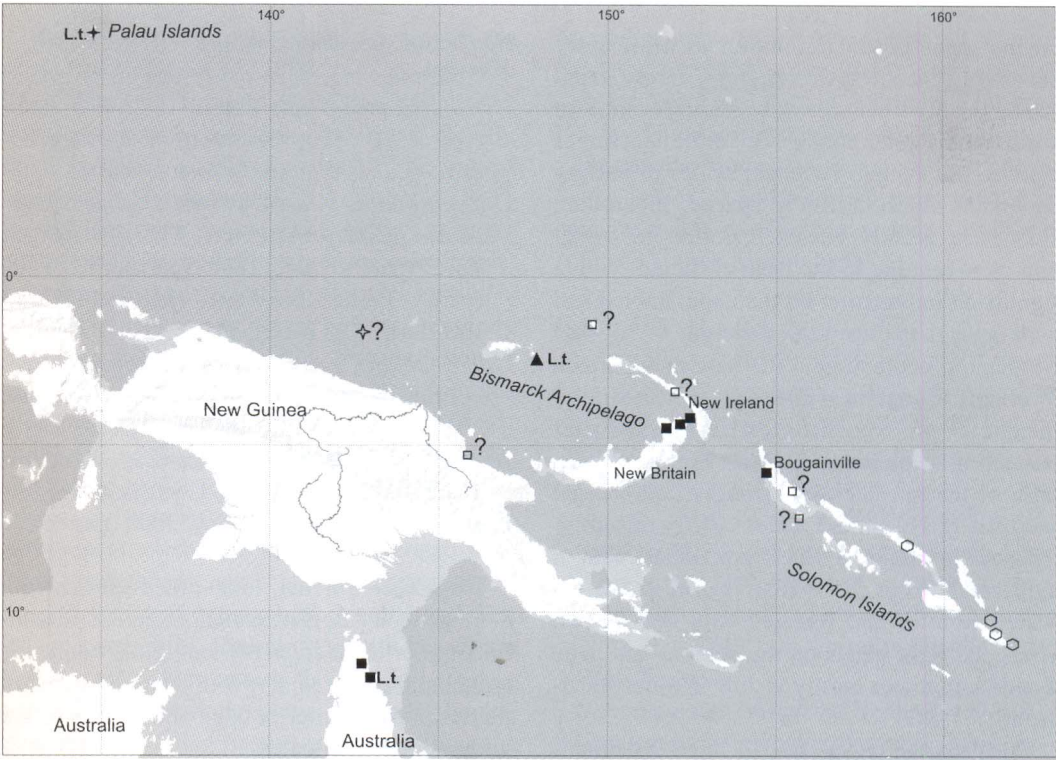 140°
150°
160°
L.t. Palau Islands
0°
?
?
L.t.
Bismarck Archipelago
?
New Ireland
New Guinea
?
New Britain
Bougainville
?
?
Solomon Islands
10°
L.t.
Australia
Australia